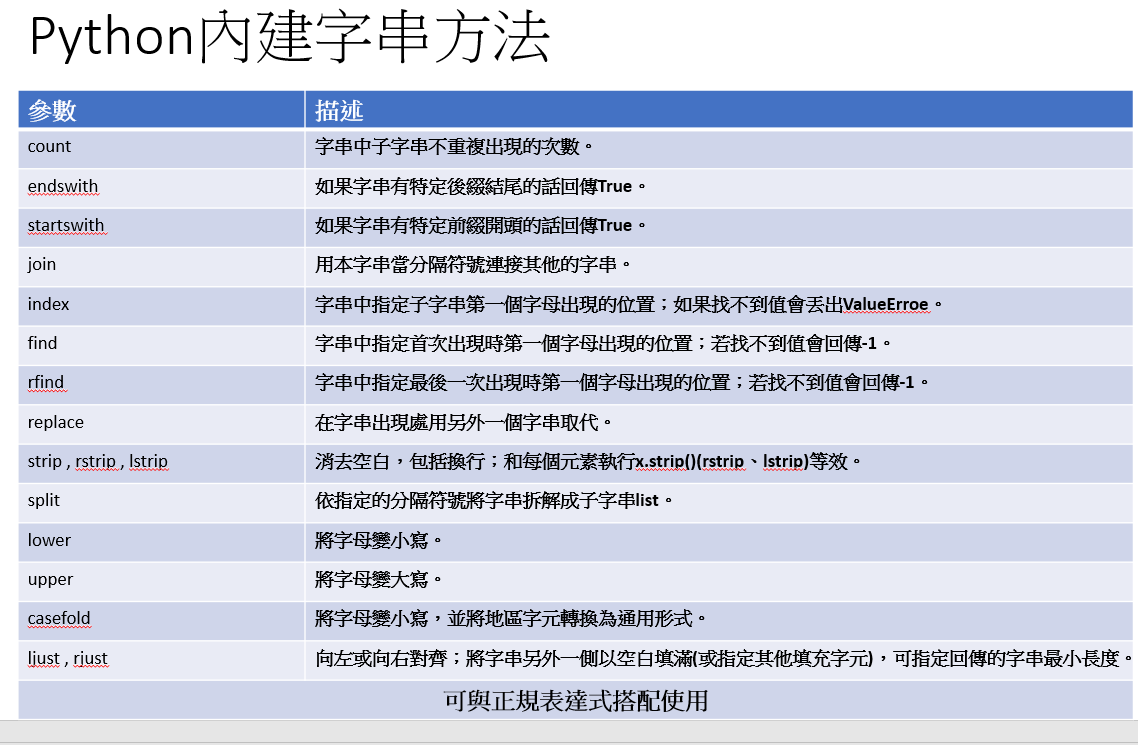 Python內建字串方法
參數 描述
count 字串中子字串不重複出現的次數。
endswith 如果字串有特定後綴結尾的話回傳True。
startswith 如果字串有特定前綴開頭的話回傳True。
join 用本字串當分隔符號連接其他的字串。
index 字串中指定子字串第一個字母出現的位置；如果找不到值會丟出ValueErroe。
find 字串中指定首次出現時第一個字母出現的位置；若找不到值會回傳-1。
rfind 字串中指定最後一次出現時第一個字母出現的位置；若找不到值會回傳-1。
replace 在字串出現處用另外一個字串取代。
strip , rstrip , lstrip 消去空白，包括換行；和每個元素執行x.strip()(rstrip、lstrip)等效。
split 依指定的分隔符號將字串拆解成子字串list。
lower 將字母變小寫。
upper 將字母變大寫。
casefold 將字母變小寫，並將地區字元轉換為通用形式。
ljust , rjust 向左或向右對齊；將字串另外一側以空白填滿(或指定其他填充字元)，可指定回傳的字串最小長度。
可與正規表達式搭配使用